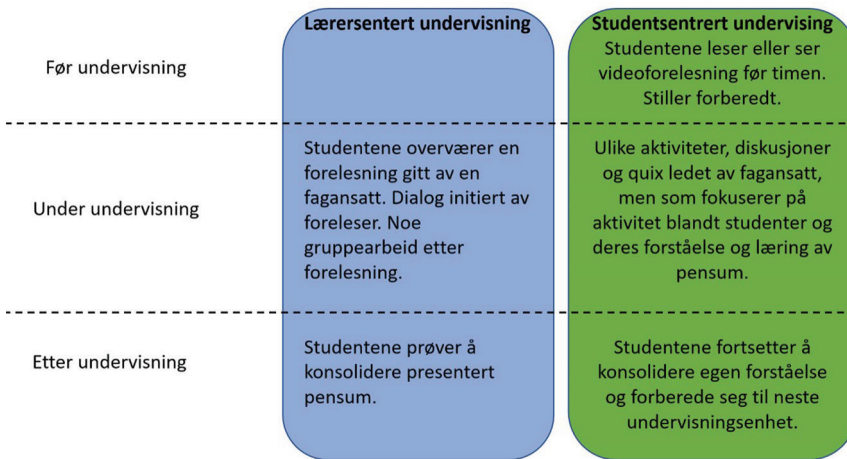 Lærersentert undervisning
Studentsentrert undervising
Før undervisning
Studentene leser eller ser
videoforelesning før timen.
Stiller forberedt.
Under undervisning
Studentene overværer en
forelesning gitt av en
fagansatt. Dialog initiert av
foreleser. Noe
gruppearbeid etter
forelesning.
Ulike aktiviteter, diskusjoner
og quix ledet av fagansatt,
men som fokuserer på
aktivitet blandt studenter og
deres forståelse og læring av
pensum.
Etter undervisning
Studentene prøver å
konsolidere presentert
pensum.
Studentene fortsetter å
konsolidere egen forståelse
og forberede seg til neste
undervisningsenhet.